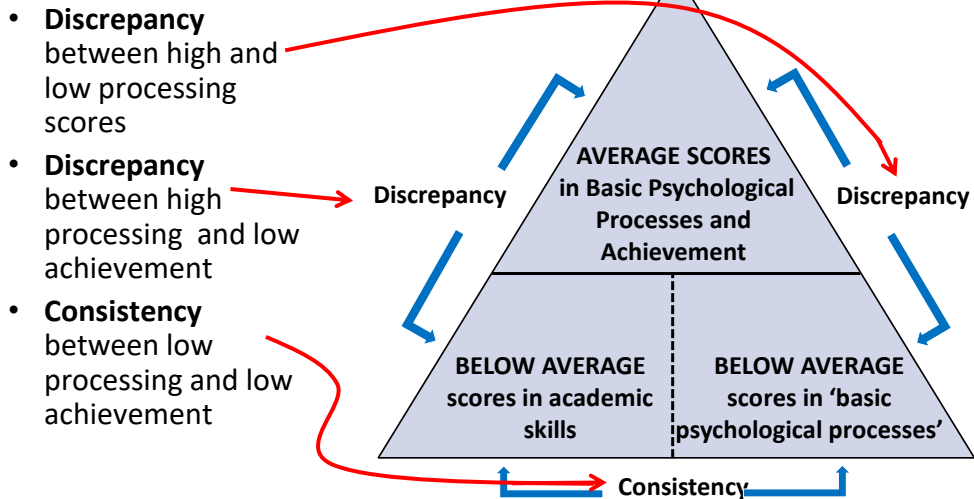 • Discrepancy
between high and
low processing
scores
• Discrepancy
between high
processing and low
achievement
• Consistency
between low
processing and low
achievement
AVERAGE SCORES
in Basic Psychological
Processes and
Achievement
Discrepancy
Discrepancy
BELOW AVERAGE
scores in academic
skills
BELOW AVERAGE
scores in ‘basic
psychological processes’
Consistency